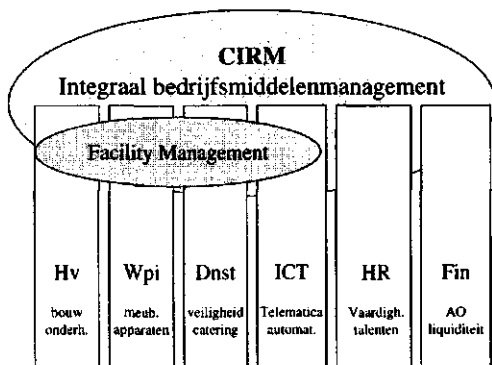 CIRM
Integraal bedrijfsmiddelenmanagement
Facility Management
Hv Wpi Dnst ICT HR Fin
bouw meub. veiligheid Telematica Vaardigh. AO
onderh. apparaten catering automat. talenten liquiditeit